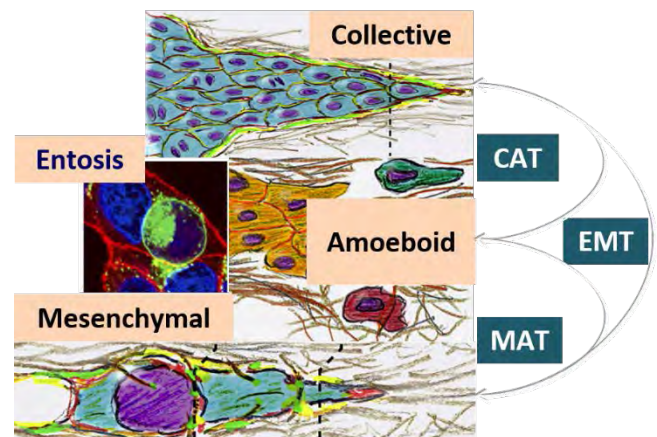 Collective
Entosis
CAT
Amoeboid
EMT
Mesenchymal
MAT